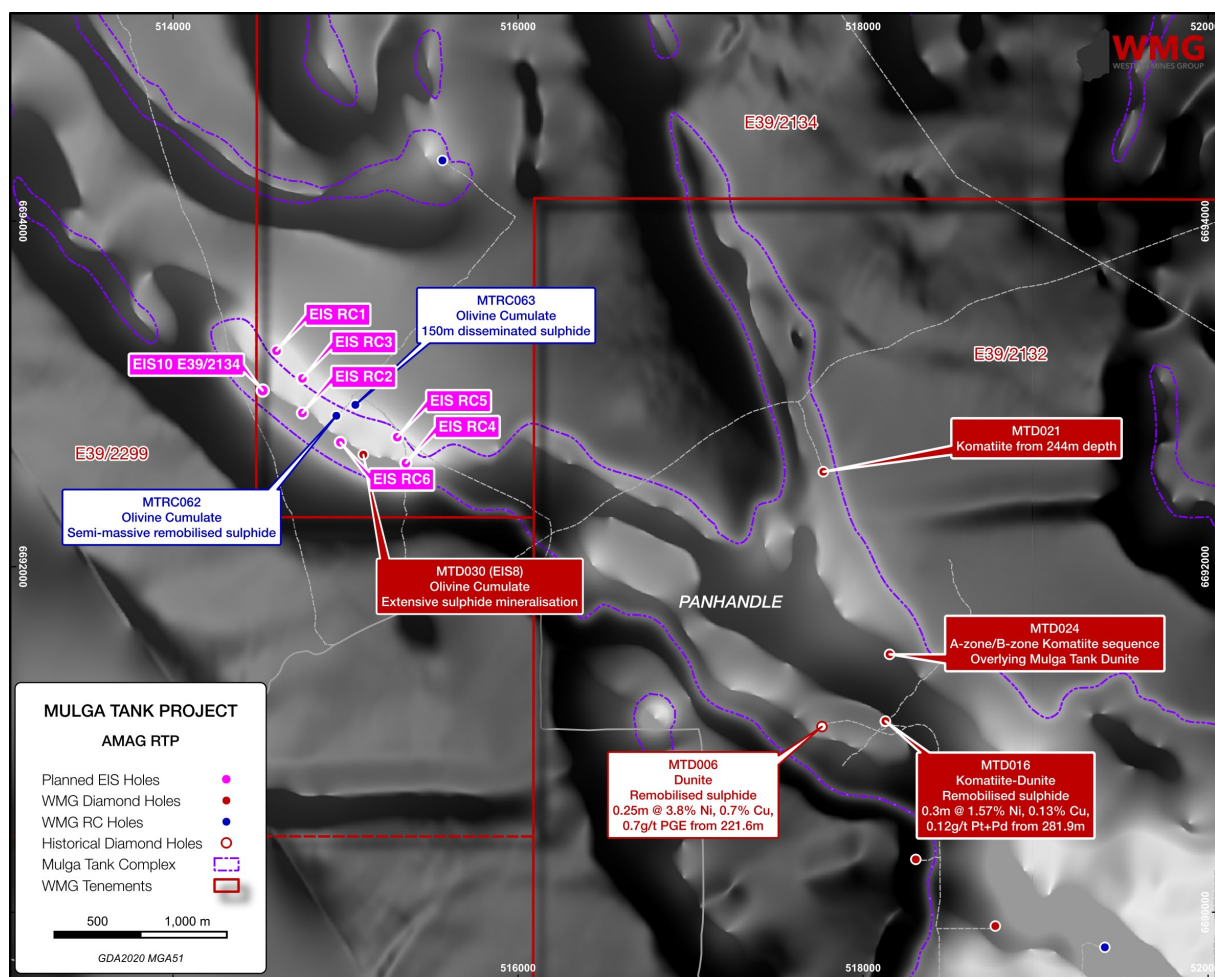 514000
516000
518000
520000
WMG
WESTERN MINES GROUP
E39/2134
6694000
6694000
MTRC063
Olivine Cumulate
150m disseminated sulphide
EIS RC1
EIS RC3
EIS10 E39/2134
EIS RC2
E39/2132
EIS RC5
EIS RC4
MTD021
Komatiite from 244m depth
E39/2299
EIS RC6
MTRC062
Olivine Cumulate
Semi-massive remobilised sulphide
6692000
6692000
MTD030 (EIS8)
Olivine Cumulate
Extensive sulphide mineralisation
PANHANDLE
MTD024
A-zone/B-zone Komatiite sequence
Overlying Mulga Tank Dunite
MULGA TANK PROJECT
AMAG RTP
Planned EIS Holes
WMG Diamond Holes
WMG RC Holes
Historical Diamond Holes
Mulga Tank Complex
WMG Tenements
500
1,000 m
GDA2020 MGA51
MTD006
Dunite
Remobilised sulphide
0.25m @ 3.8% Ni, 0.7% Cu,
0.7g/t PGE from 221.6m
MTD016
Komatiite-Dunite
Remobilised sulphide
0.3m @ 1.57% Ni, 0.13% Cu,
0.12g/t Pt+Pd from 281.9m
6690000
516000
518000